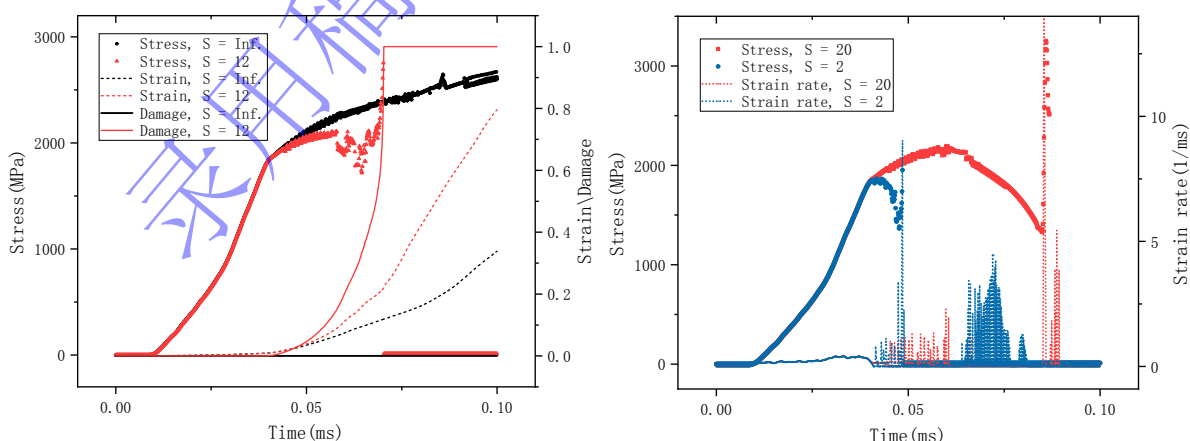 3000
2000
1000
0
Stress(MPa)
Stress, S = Inf.
Stress, S = 12
Strain, S = Inf.
Strain, S = 12
Damage, S = Inf.
Damage, S = 12
1.0
0.8
0.6
0.4
0.2
0.0
Strain\Damage
0.00
0.05
0.10
Time(ms)
录用稿
3000
2000
1000
0
Stress(MPa)
Stress, S = 20
Stress, S = 2
Strain rate, S = 20
Strain rate, S = 2
10
5
0
Strain rate(1/ms)
0.00
0.05
0.10
Time(ms)